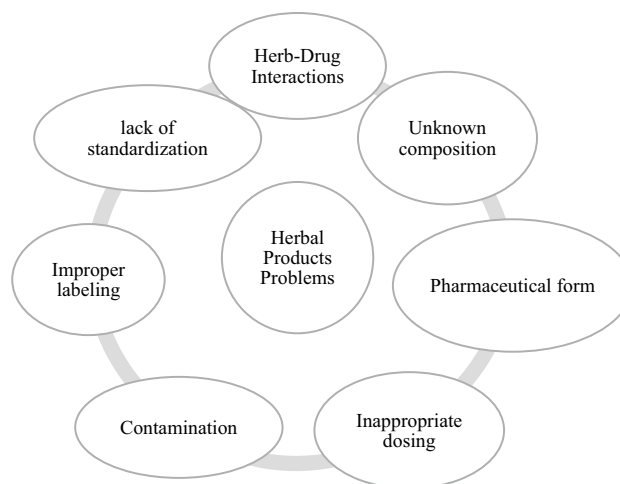 Herb-Drug
Interactions
Unknown
composition
Pharmaceutical form
Inappropriate
dosing
Contamination
Improper
labeling
lack of
standardization
Herbal
Products
Problems